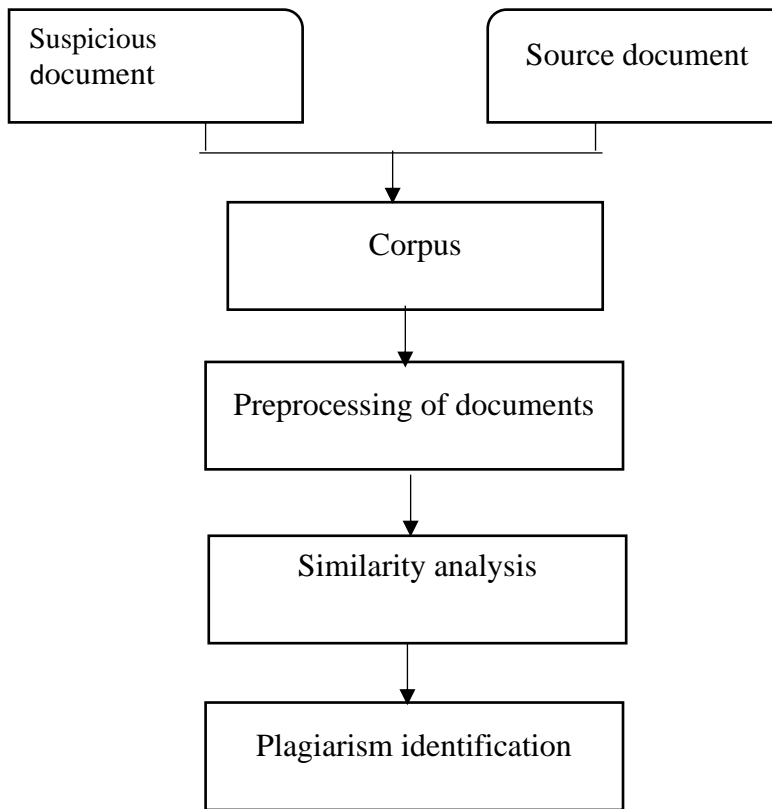 Suspicious
document
Source document
Corpus
Preprocessing of documents
Similarity analysis
Plagiarism identification